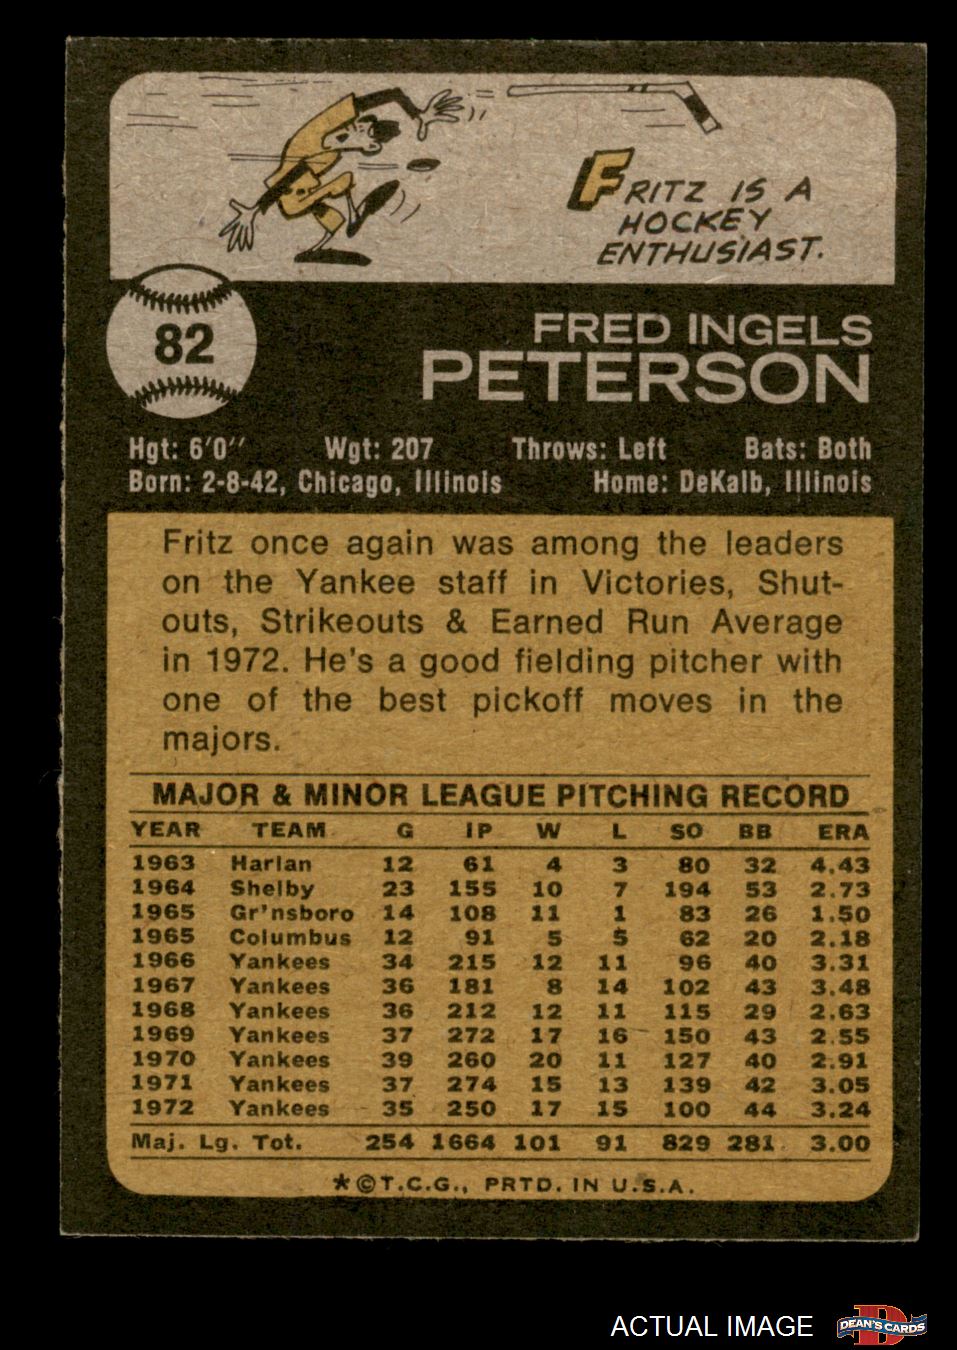 FRITZ IS A
HOCKEY
ENTHUSIAST.
82
FRED INGELS
PETERSON
Hgt: 6'0" Wgt: 207 Throws: Left Bats: Both
Born: 2-8-42, Chicago, Illinois Home: DeKalb, Illinois
Fritz once again was among the leaders
on the Yankee staff in Victories, Shut-
outs, Strikeouts & Earned Run Average
in 1972. He's a good fielding pitcher with
one of the best pickoff moves in the
majors.
MAJOR & MINOR LEAGUE PITCHING RECORD
YEAR TEAM G IP W L SO BB ERA
1963 Harlan 12 61 4 3 80 32 4.43
1964 Shelby 23 155 10 7 194 53 2.73
1965 Gr'nsboro 14 108 11 1 83 26 1.50
1965 Columbus 12 91 5 5 62 20 2.18
1966 Yankees 34 215 12 11 96 40 3.31
1967 Yankees 36 181 8 14 102 43 3.48
1968 Yankees 36 212 12 11 115 29 2.63
1969 Yankees 37 272 17 16 150 43 2.55
1970 Yankees 39 260 20 11 127 40 2.91
1971 Yankees 37 274 15 13 139 42 3.05
1972 Yankees 35 250 17 15 100 44 3.24
Maj. Lg. Tot. 254 1664 101 91 829 281 3.00
*©T.C.G., PRTD. IN U.S.A.
ACTUAL IMAGE
D
DEAN'S CARDS